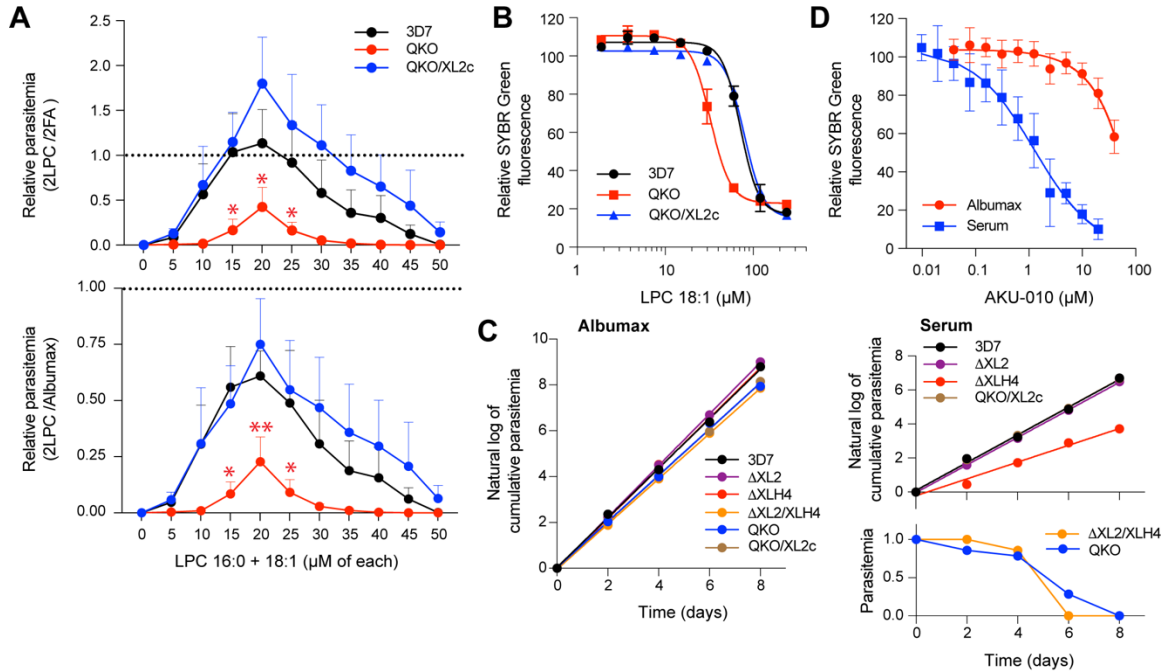 A
3D7
QKO
QKO/XL2c
Relative parasitemia
(2LPC /2FA)
2.5
2.0
1.5
1.0
0.5
0.0
*
*
*
0 5 10 15 20 25 30 35 40 45 50
Relative parasitemia
(2LPC /Albumax)
1.00
0.75
0.50
0.25
0.00
*
**
*
0 5 10 15 20 25 30 35 40 45 50
LPC 16:0 + 18:1 (µM of each)
B
Relative SYBR Green
fluorescence
120
100
80
60
40
20
0
3D7
QKO
QKO/XL2c
1 10 100
LPC 18:1 (µM)
D
Relative SYBR Green
fluorescence
120
100
80
60
40
20
0
Albumax
Serum
0.01 0.1 1 10 100
AKU-010 (µM)
C
Albumax
Natural log of
cumulative parasitemia
10
8
6
4
2
0
3D7
ΔXL2
ΔXLH4
ΔXL2/XLH4
QKO
QKO/XL2c
0 2 4 6 8
Time (days)
Serum
3D7
ΔXL2
ΔXLH4
QKO/XL2c
Natural log of
cumulative parasitemia
8
4
0
Parasitemia
1.0
0.5
0.0
ΔXL2/XLH4
QKO
0 2 4 6 8
Time (days)